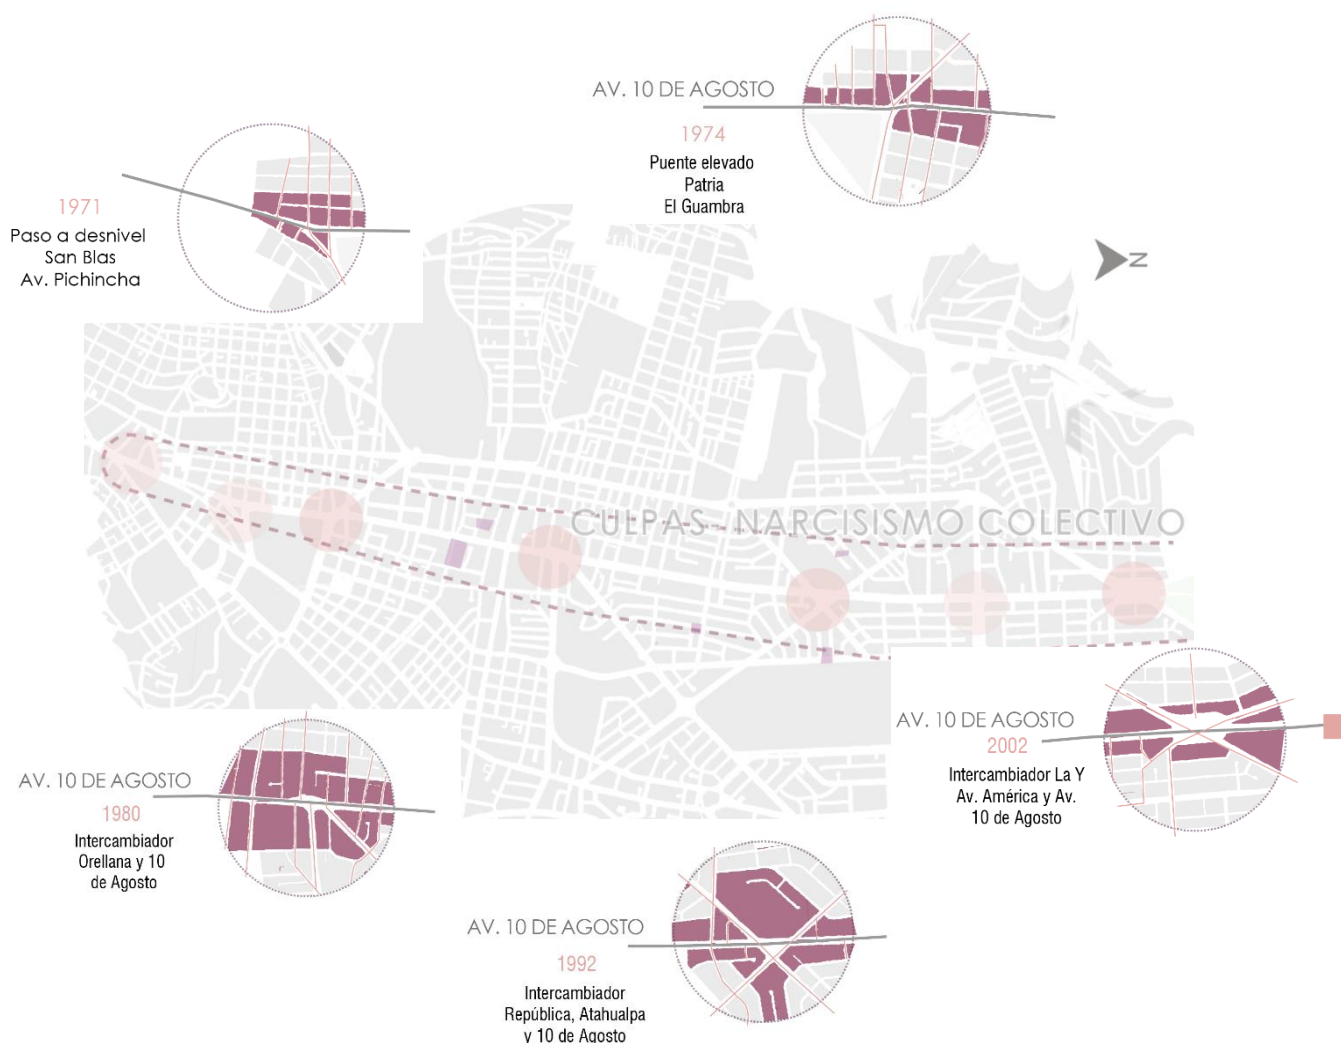 AV. 10 DE AGOSTO
1974
Puente elevado
Patria
El Guambra
1971
Paso a desnivel
San Blas
Av. Pichincha
N
CULPAS- NARCISISMO COLECTIVO
AV. 10 DE AGOSTO
2002
Intercambiador La Y
Av. América y Av.
10 de Agosto
AV. 10 DE AGOSTO
1980
Intercambiador
Orellana y 10
de Agosto
AV. 10 DE AGOSTO
1992
Intercambiador
República, Atahualpa
y 10 de Agosto